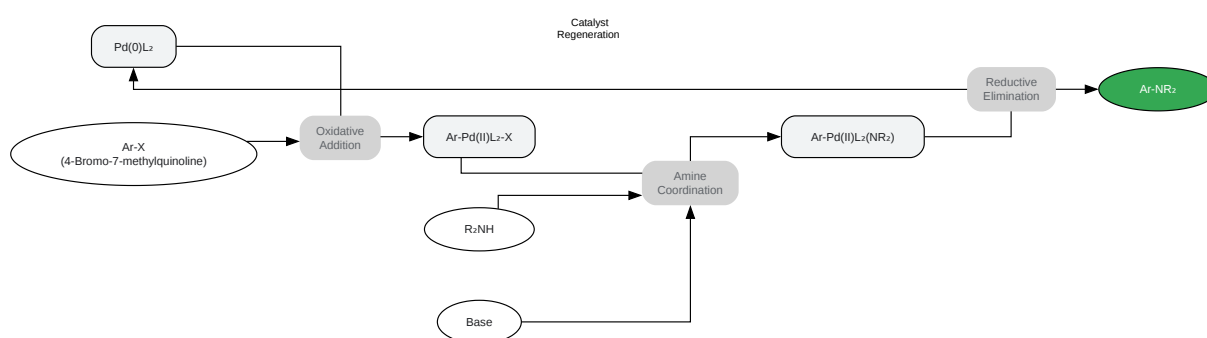 Catalyst
Regeneration
Pd(0)L₂
Reductive
Elimination
Ar-NR₂
Oxidative
Addition
Ar-Pd(II)L₂-X
Ar-Pd(II)L₂(NR₂)
Ar-X
(4-Bromo-7-methylquinoline)
Amine
Coordination
R₂NH
Base